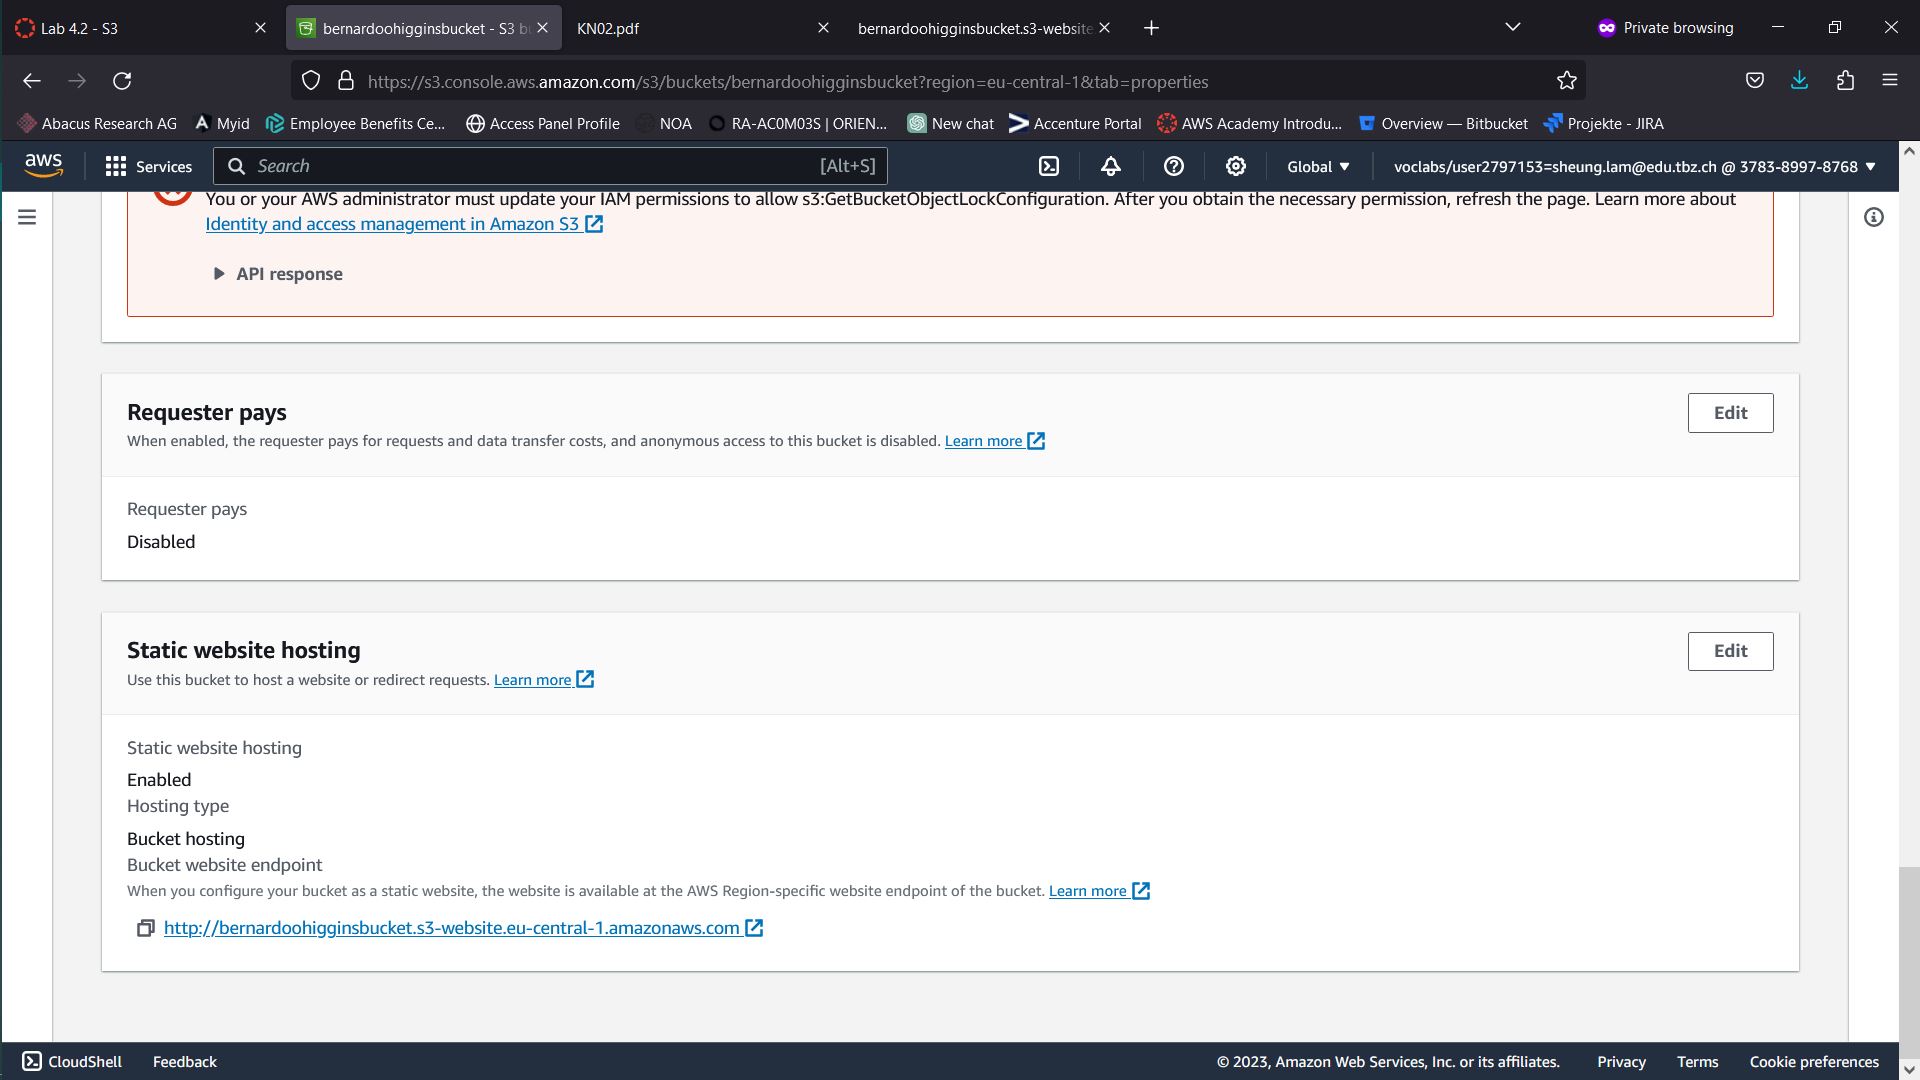 Lab 4.2 - S3
bernardoohigginsbucket - S3 bu
KN02.pdf
bernardoohigginsbucket.s3-website.
Private browsing
https://s3.console.aws.amazon.com/s3/buckets/bernardoohigginsbucket?region=eu-central-1&tab=properties
Abacus Research AG
Myid
Employee Benefits Ce...
Access Panel Profile
NOA
RA-AC0M03S | ORIEN...
New chat
Accenture Portal
AWS Academy Introdu...
Overview — Bitbucket
Projekte - JIRA
aws
Services
Search
[Alt+S]
Global
voclabs/user2797153=sheung.lam@edu.tbz.ch @ 3783-8997-8768
You or your AWS administrator must update your IAM permissions to allow s3:GetBucketObjectLockConfiguration. After you obtain the necessary permission, refresh the page. Learn more about
Identity and access management in Amazon S3
API response
Requester pays
Edit
When enabled, the requester pays for requests and data transfer costs, and anonymous access to this bucket is disabled. Learn more
Requester pays
Disabled
Static website hosting
Edit
Use this bucket to host a website or redirect requests. Learn more
Static website hosting
Enabled
Hosting type
Bucket hosting
Bucket website endpoint
When you configure your bucket as a static website, the website is available at the AWS Region-specific website endpoint of the bucket. Learn more
http://bernardoohigginsbucket.s3-website.eu-central-1.amazonaws.com
CloudShell
Feedback
© 2023, Amazon Web Services, Inc. or its affiliates.
Privacy
Terms
Cookie preferences